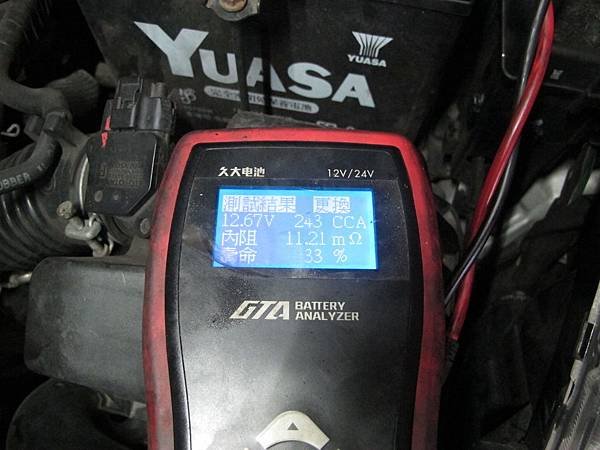 YUASA
YUASA
久大电池 12V/24V
測試結果 更換
12.67V 243 CCA
內阻 11.21 mΩ
壽命 33 %
GTA BATTERY ANALYZER